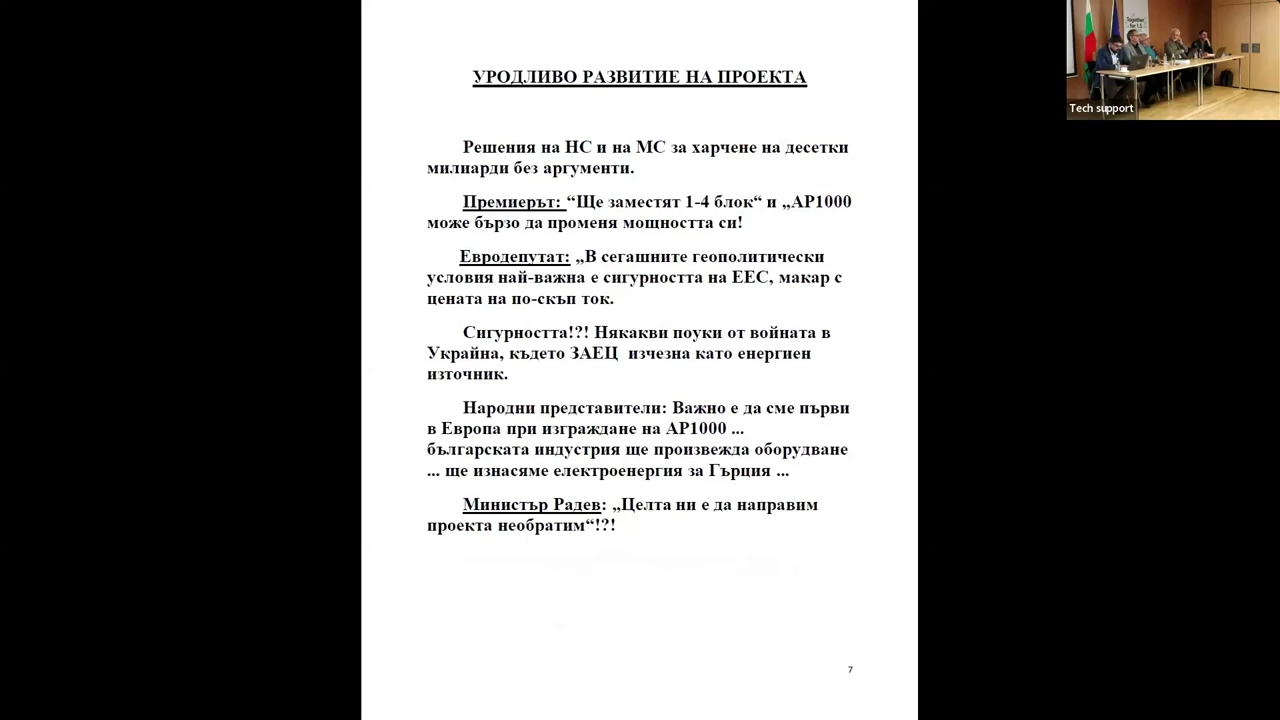 УРОДЛИВО РАЗВИТИЕ НА ПРОЕКТА
Решения на НС и на МС за харчене на десетки
милиарди без аргументи.
Премиерът: “Ще заместят 1-4 блок“ и „АР1000
може бързо да променя мощността си!
Евродепутат: „В сегашните геополитически
условия най-важна е сигурността на ЕЕС, макар с
цената на по-скъп ток.
Сигурността!?! Някакви поуки от войната в
Украйна, където ЗАЕЦ изчезна като енергиен
източник.
Народни представители: Важно е да сме първи
в Европа при изграждане на АР1000 ...
българската индустрия ще произвежда оборудване
... ще изнасяме електроенергия за Гърция ...
Министър Радев: „Целта ни е да направим
проекта необратим“!?!
7
Together
for 1.5
Tech support